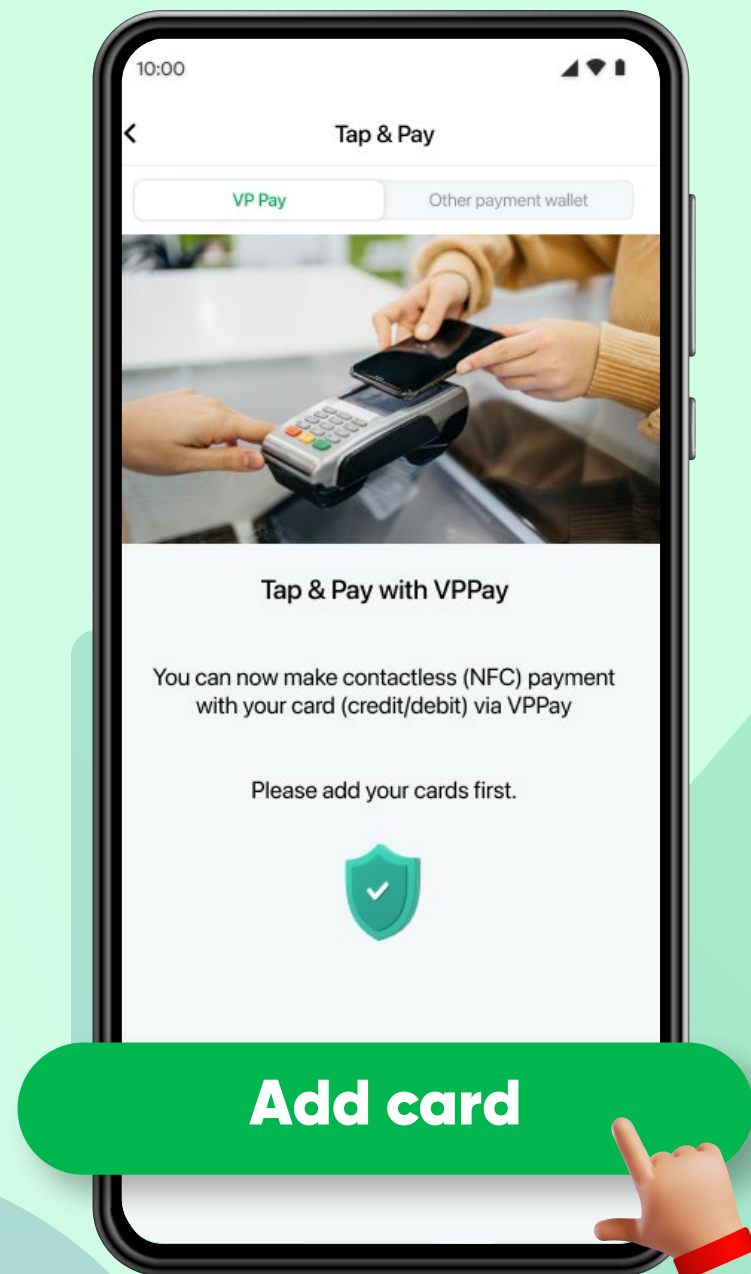 10:00
Tap & Pay
VP Pay
Other payment wallet
Tap & Pay with VPPay
You can now make contactless (NFC) payment
with your card (credit/debit) via VPPay
Please add your cards first.
Add card